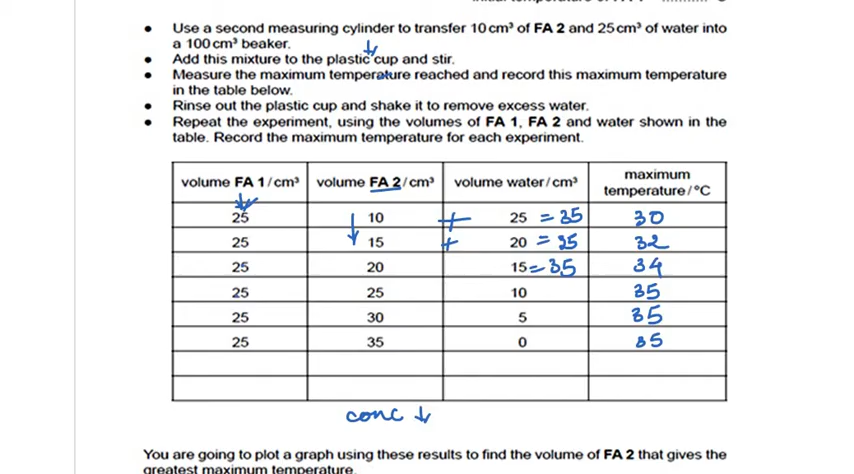 Use a second measuring cylinder to transfer 10 cm³ of FA 2 and 25 cm³ of water into
a 100 cm³ beaker.
Add this mixture to the plastic cup and stir.
Measure the maximum temperature reached and record this maximum temperature
in the table below.
Rinse out the plastic cup and shake it to remove excess water.
Repeat the experiment, using the volumes of FA 1, FA 2 and water shown in the
table. Record the maximum temperature for each experiment.
volume FA 1 / cm³ volume FA 2 / cm³ volume water / cm³ maximum temperature / °C
25 10 + 25 = 35 30
25 15 + 20 = 35 32
25 20 15 = 35 34
25 25 10 35
25 30 5 35
25 35 0 35
conc ↓
You are going to plot a graph using these results to find the volume of FA 2 that gives the
greatest maximum temperature.